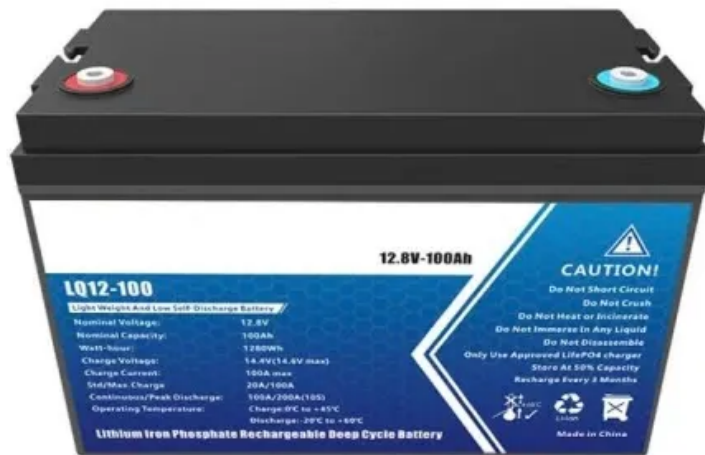 12.8V-100Ah
LQ12-100
Light Weight And Low Self-Discharge Battery
Nominal Voltage: 12.8V
Nominal Capacity: 100Ah
Watt-hour: 1280Wh
Charge Voltage: 14.4V(14.6V max)
Charge Current: 100A max
Std/Max.Charge 20A/100A
Continuous/Peak Discharge: 100A/200A(10S)
Operating Temperature: Charge:0℃ to +45℃
Discharge:-20℃ to +60℃
Lithium Iron Phosphate Rechargeable Deep Cycle Battery
CAUTION!
Do Not Short Circuit
Do Not Crush
Do Not Heat or Incinerate
Do Not Immerse In Any Liquid
Do Not Disassemble
Only Use Approved LifePO4 charger
Store At 50% Capacity
Recharge Every 3 Months
Li-ion
Made in China